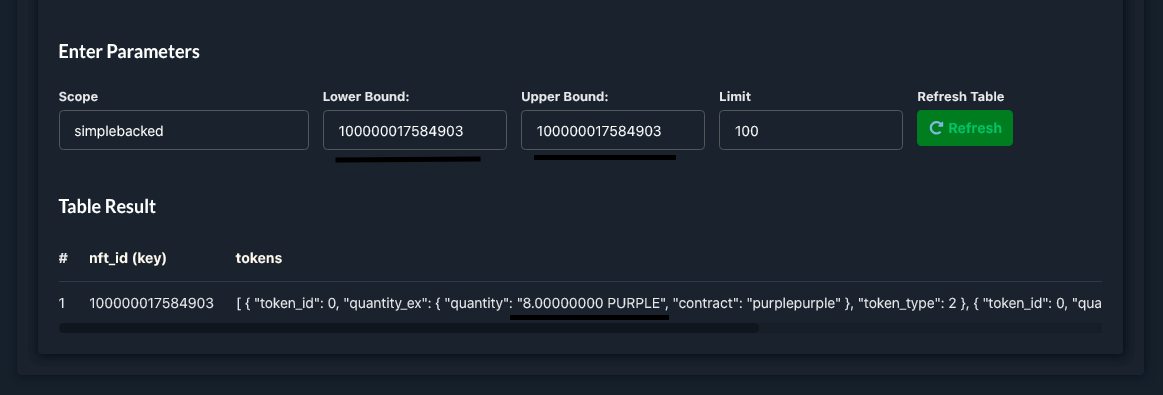 Enter Parameters
Scope Lower Bound: Upper Bound: Limit Refresh Table
simplebacked 100000017584903 100000017584903 100 Refresh
Table Result
# nft_id (key) tokens
1 100000017584903 [ { "token_id": 0, "quantity_ex": { "quantity": "8.00000000 PURPLE", "contract": "purplepurple" }, "token_type": 2 }, { "token_id": 0, "qua